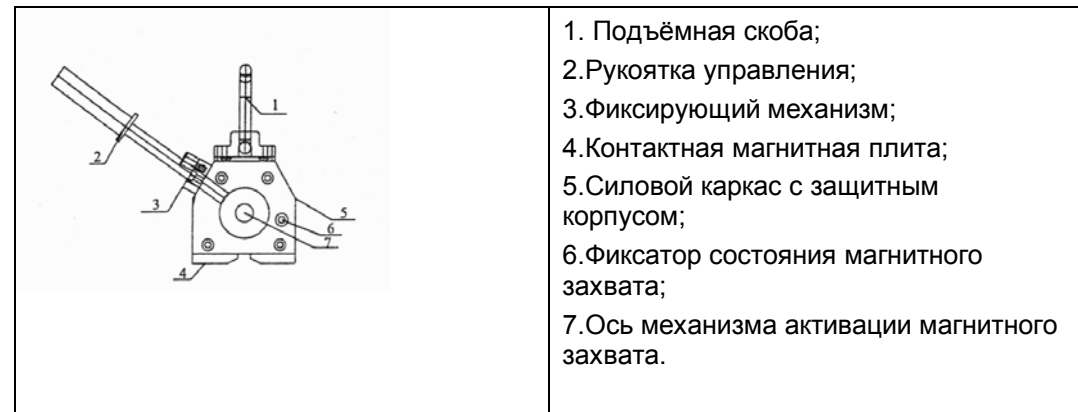 1
2
3
4
5
6
7
1. Подъёмная скоба;
2.Рукоятка управления;
3.Фиксирующий механизм;
4.Контактная магнитная плита;
5.Силовой каркас с защитным
корпусом;
6.Фиксатор состояния магнитного
захвата;
7.Ось механизма активации магнитного
захвата.